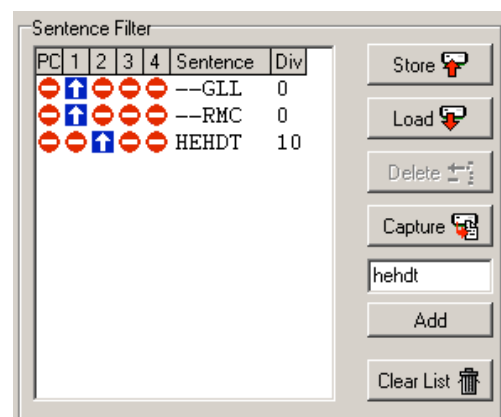 Sentence Filter
PC 1 2 3 4 Sentence Div
--GLL 0
--RMC 0
HEHDT 10
Store
Load
Delete
Capture
hehdt
Add
Clear List